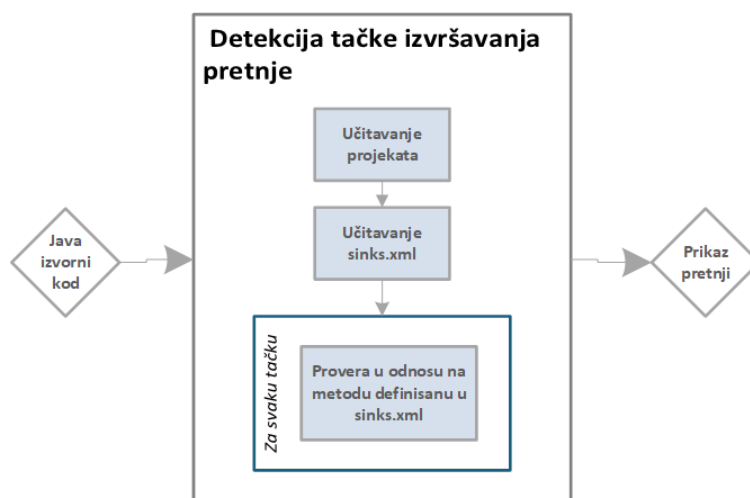 Detekcija tačke izvršavanja
pretnje
Učitavanje
projekata
Java
izvorni
kod
Učitavanje
sinks.xml
Prikaz
pretnji
Za svaku tačku
Provera u odnosu na
metodu definisanu u
sinks.xml